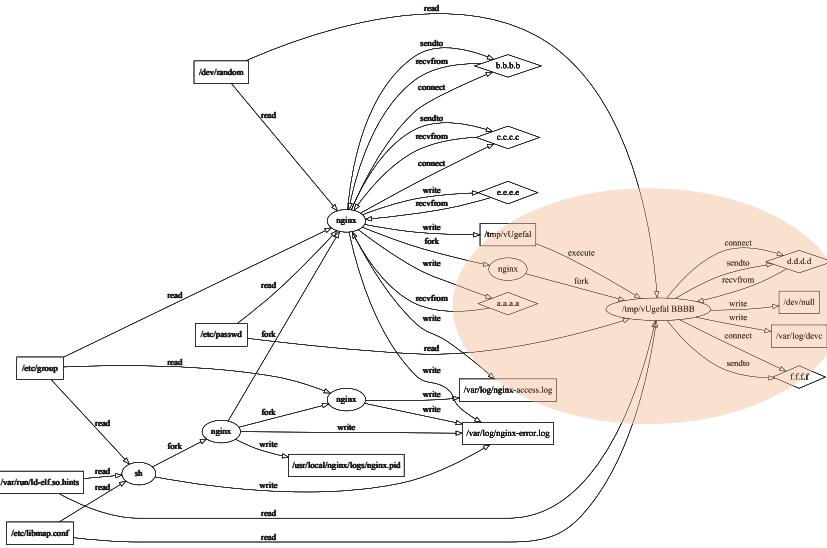 read
/dev/random
sendto
b.b.b.b
recvfrom
connect
read
sendto
c.c.c.c
recvfrom
connect
write
e.e.e.e
recvfrom
nginx
write
/tmp/vUgefal
fork
execute
connect
d.d.d.d
write
nginx
sendto
read
fork
recvfrom
read
a.a.a.a
recvfrom
/tmp/vUgefal BBBB
write
/dev/null
write
write
/etc/passwd
fork
connect
/var/log/devc
read
sendto
/etc/group
read
write
f.f.f.f
write
/var/log/nginx-access.log
nginx
write
read
fork
write
nginx
write
/var/log/nginx-error.log
fork
write
/usr/local/nginx/logs/nginx.pid
read
sh
/var/run/ld-elf.so.hints
read
write
read
/etc/libmap.conf
read